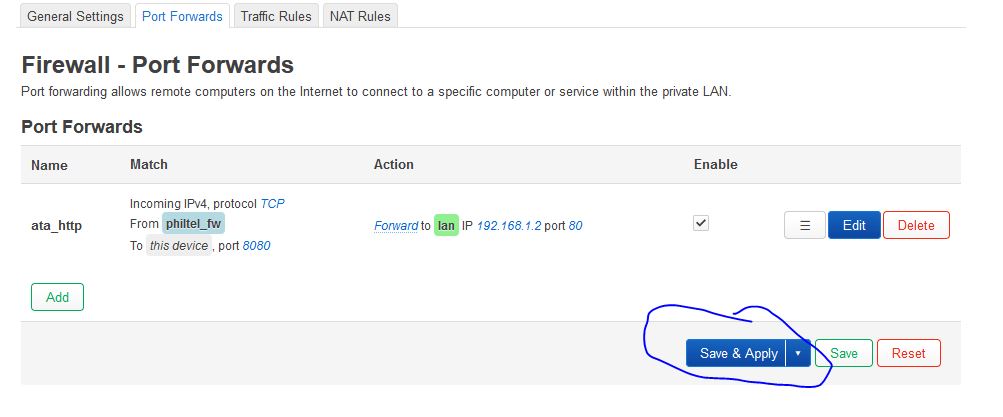 General Settings Port Forwards Traffic Rules NAT Rules
Firewall - Port Forwards
Port forwarding allows remote computers on the Internet to connect to a specific computer or service within the private LAN.
Port Forwards
Name Match Action Enable
Incoming IPv4, protocol TCP
From philtel_fw
To this device, port 8080
ata_http
Forward to lan IP 192.168.1.2 port 80
Edit Delete
Add
Save & Apply Save Reset